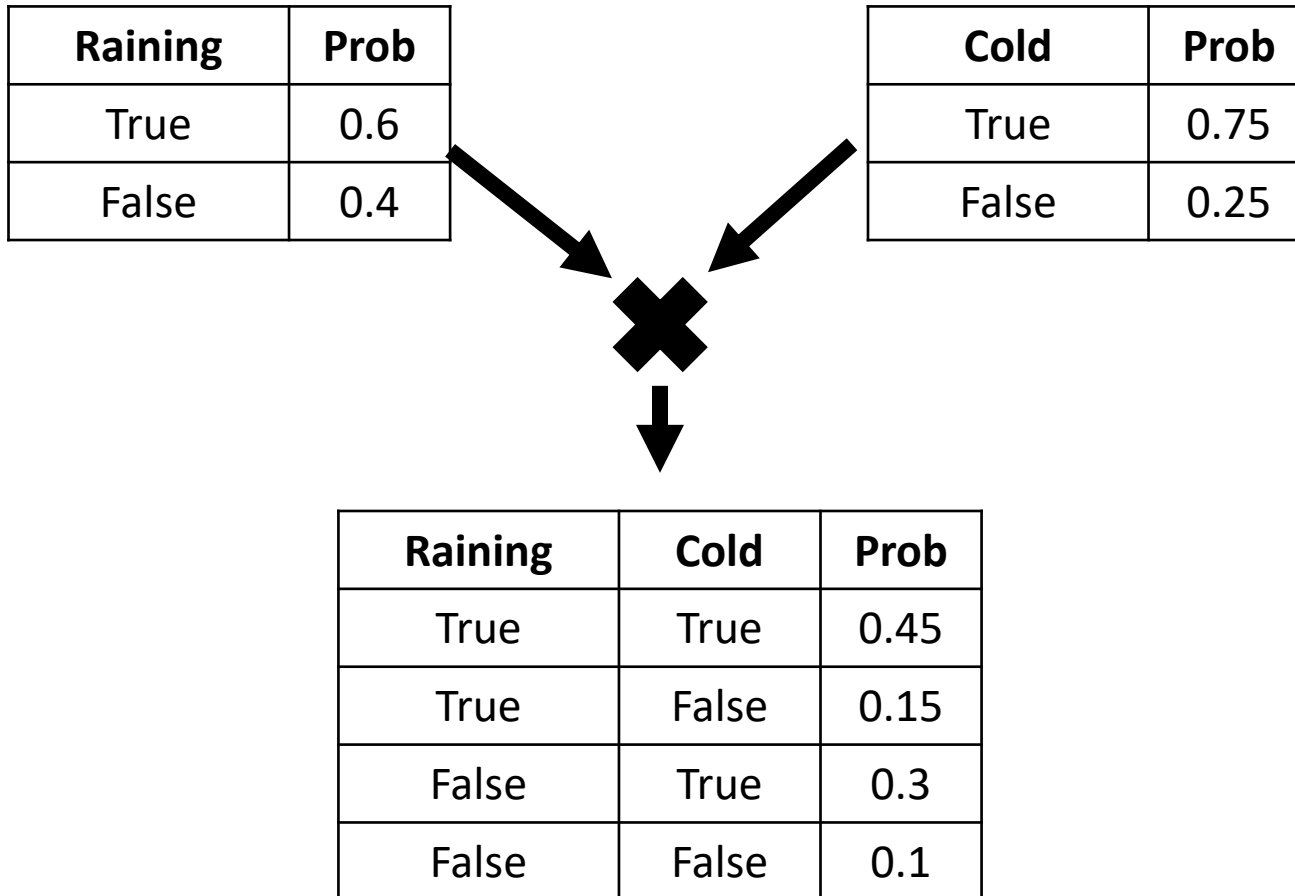 Raining Prob
True 0.6
False 0.4
Cold Prob
True 0.75
False 0.25
Raining Cold Prob
True True 0.45
True False 0.15
False True 0.3
False False 0.1